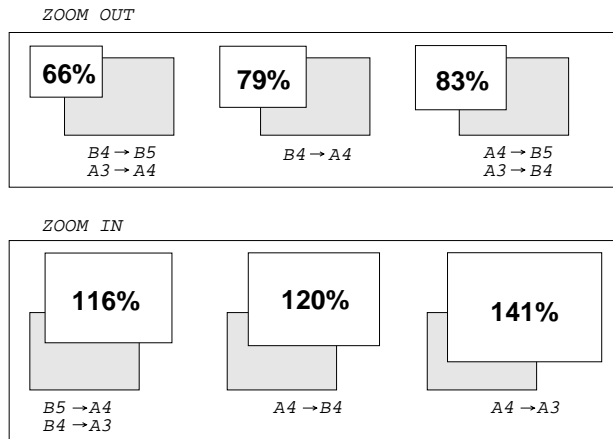 ZOOM OUT
66%
79%
83%
B4 → B5
A3 → A4
B4 → A4
A4 → B5
A3 → B4
ZOOM IN
116%
120%
141%
B5 → A4
B4 → A3
A4 → B4
A4 → A3